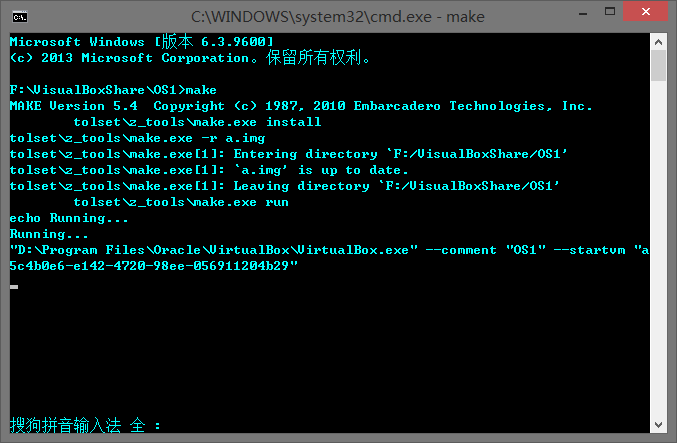 C:\WINDOWS\system32\cmd.exe - make
Microsoft Windows [版本 6.3.9600]
(c) 2013 Microsoft Corporation。保留所有权利。
F:\VisualBoxShare\OS1>make
MAKE Version 5.4  Copyright (c) 1987, 2010 Embarcadero Technologies, Inc.
        tolset\z_tools\make.exe install
tolset\z_tools\make.exe -r a.img
tolset\z_tools\make.exe[1]: Entering directory `F:/VisualBoxShare/OS1'
tolset\z_tools\make.exe[1]: `a.img' is up to date.
tolset\z_tools\make.exe[1]: Leaving directory `F:/VisualBoxShare/OS1'
        tolset\z_tools\make.exe run
echo Running...
Running...
"D:\Program Files\Oracle\VirtualBox\VirtualBox.exe" --comment "OS1" --startvm "a
5c4b0e6-e142-4720-98ee-056911204b29"
搜狗拼音输入法 全 ：